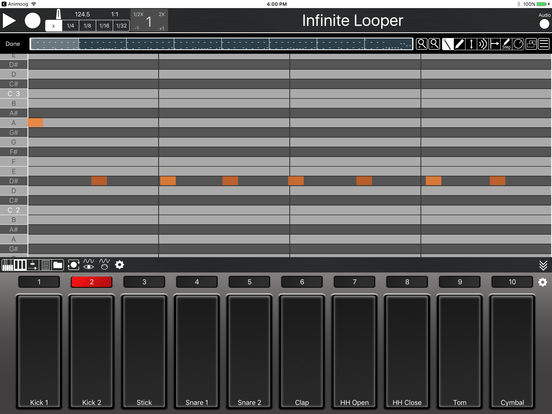 Animoog
4:00 PM
100%
124.5
1:1
1/2X
2X
1
-1
+1
Infinite Looper
Audio
x
1/4
1/8
1/16
1/32
Done
E
D#
D
C#
C 3
B
A#
A
G#
G
F#
F
E
D#
D
C#
C 2
B
A#
A
G#
1
2
3
4
5
6
7
8
9
10
Kick 1
Kick 2
Stick
Snare 1
Snare 2
Clap
HH Open
HH Close
Tom
Cymbal